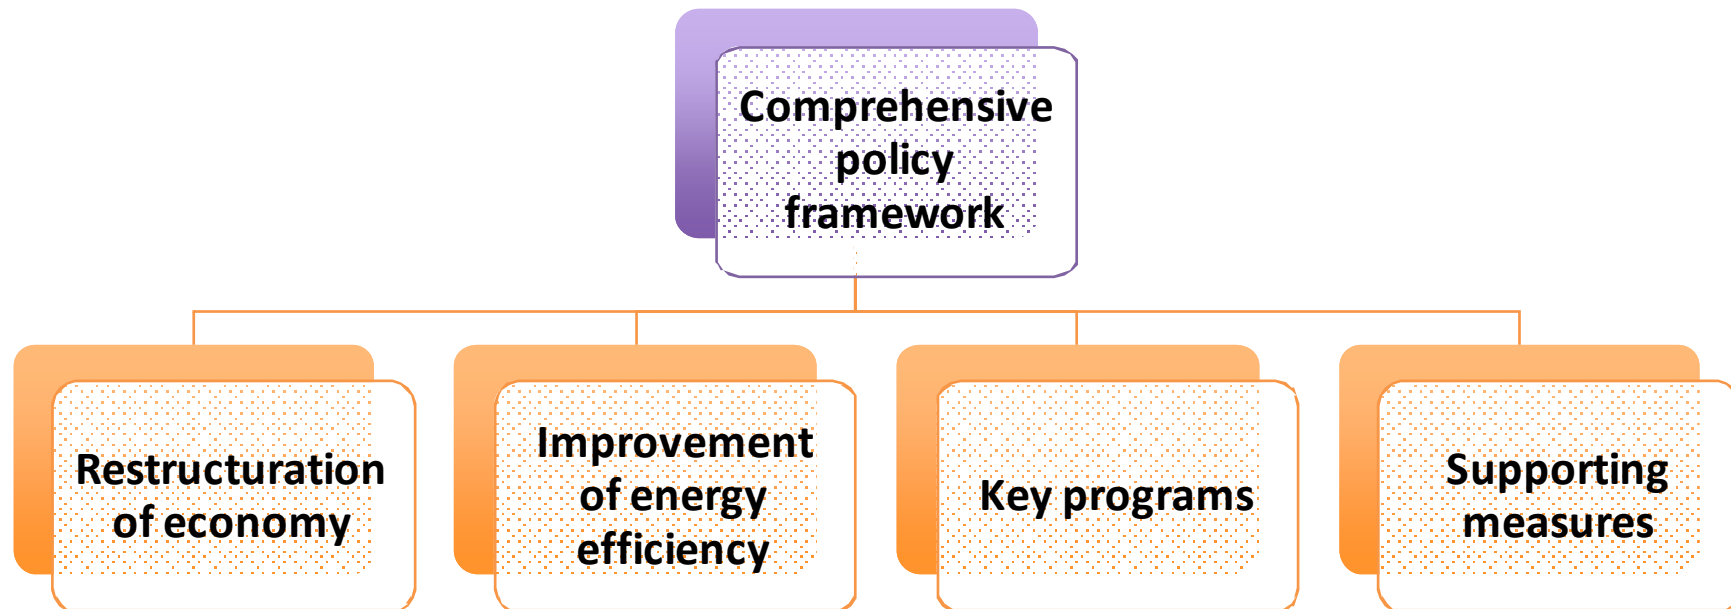 Comprehensive
policy
framework
Restructuration
of economy
Improvement
of energy
efficiency
Key programs
Supporting
measures